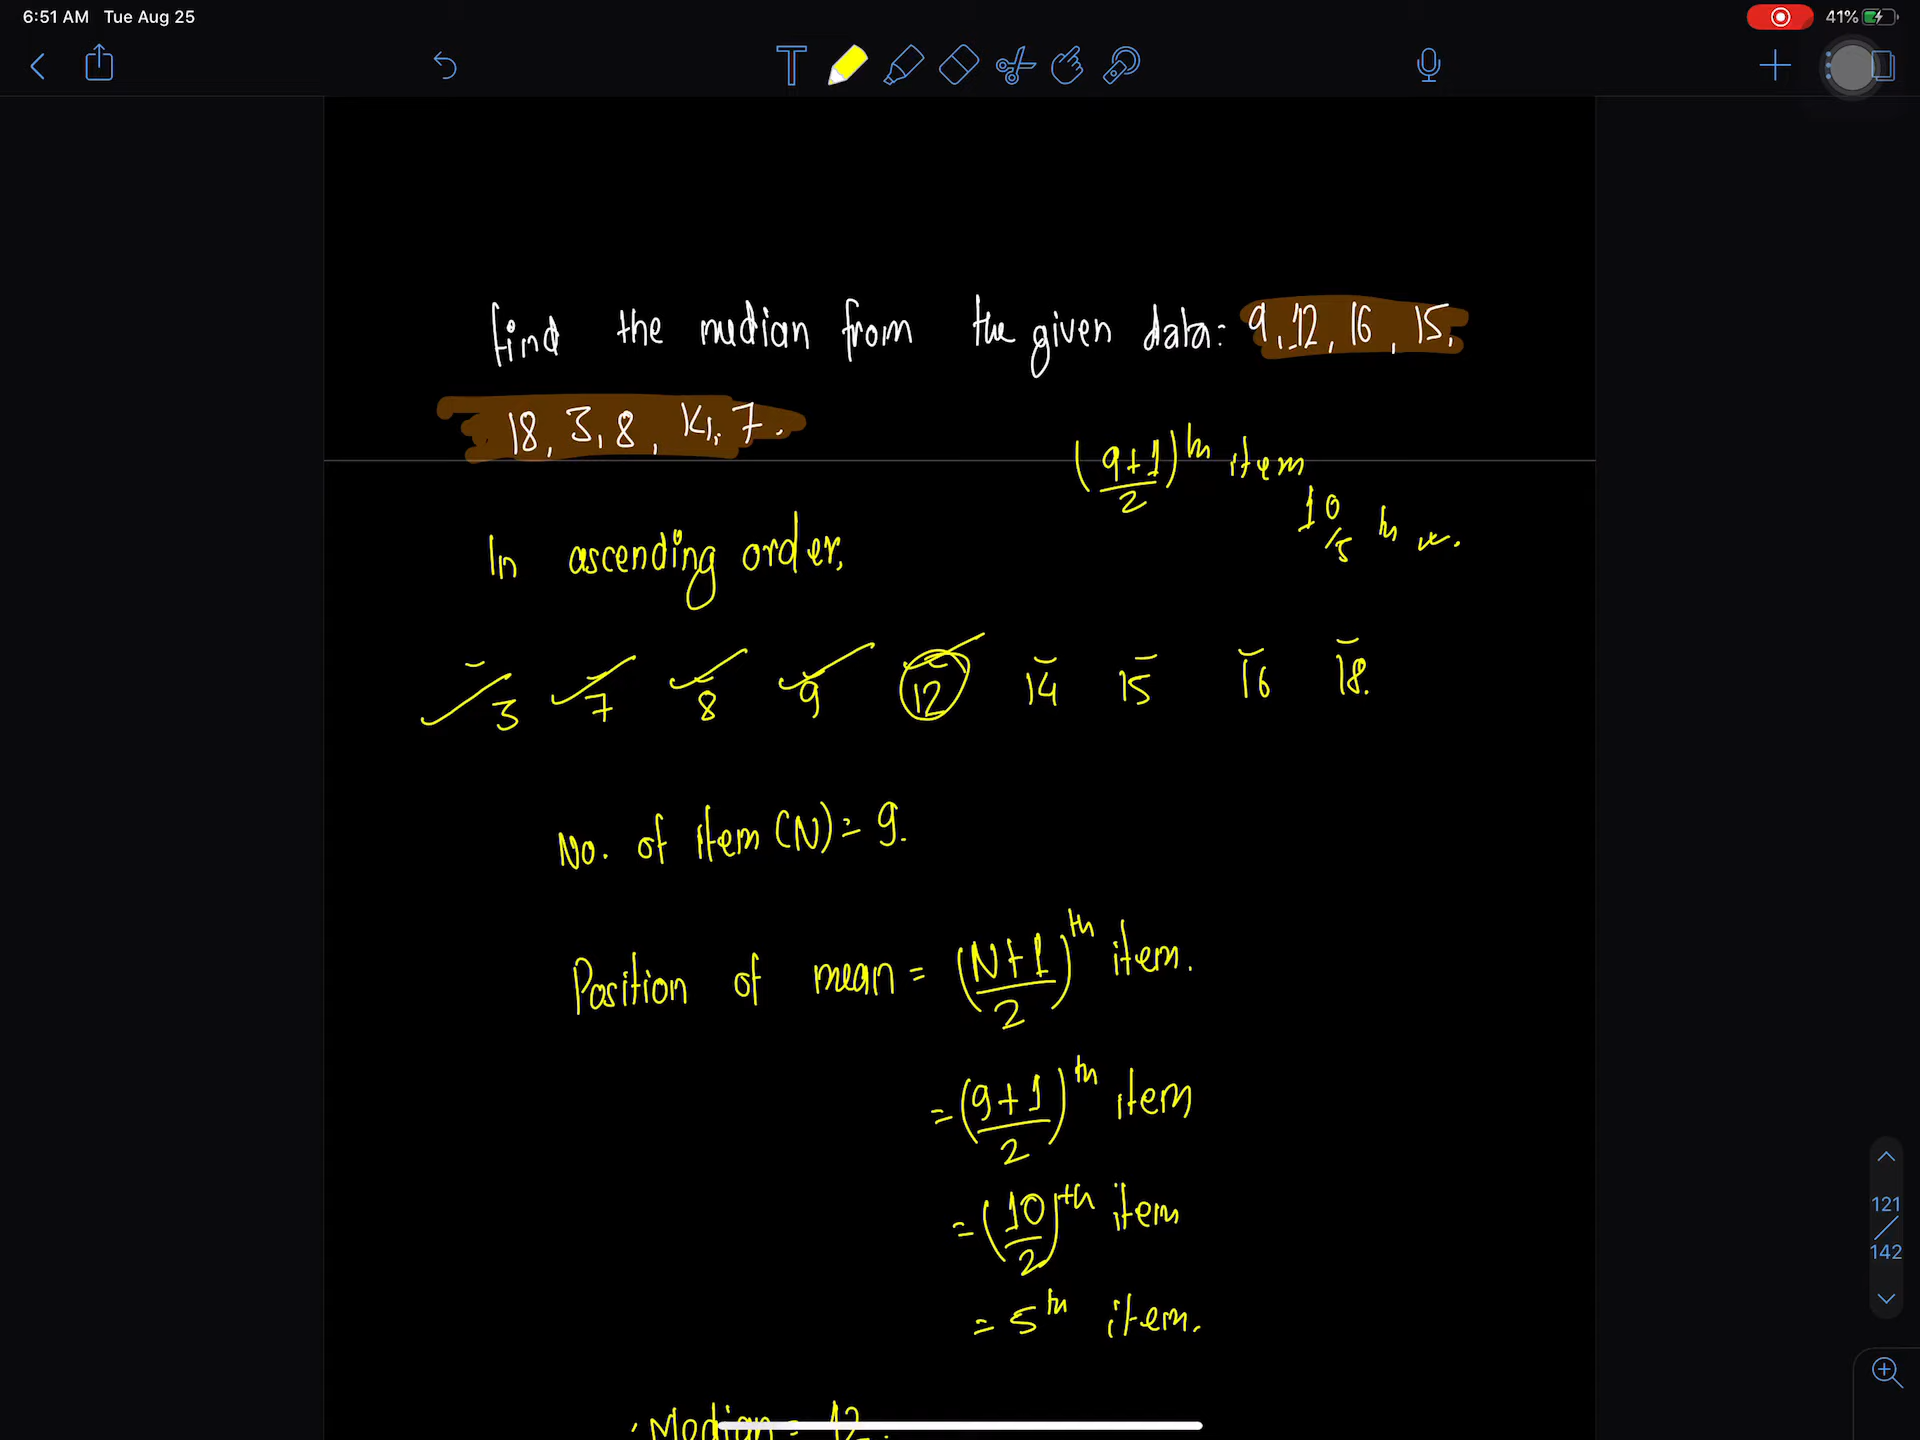 6:51 AM Tue Aug 25
41%
find the median from the given data: 9, 12, 16, 15,
18, 3, 8, 14, 7.
(9+1/2)th item
10
In ascending order,
3 7 8 9 12 14 15 16 18.
No. of item (N) = 9.
Position of mean = (N+1/2)th item.
= (9+1/2)th item
= (10/2)th item
= 5th item.
Median = 12.
121
142